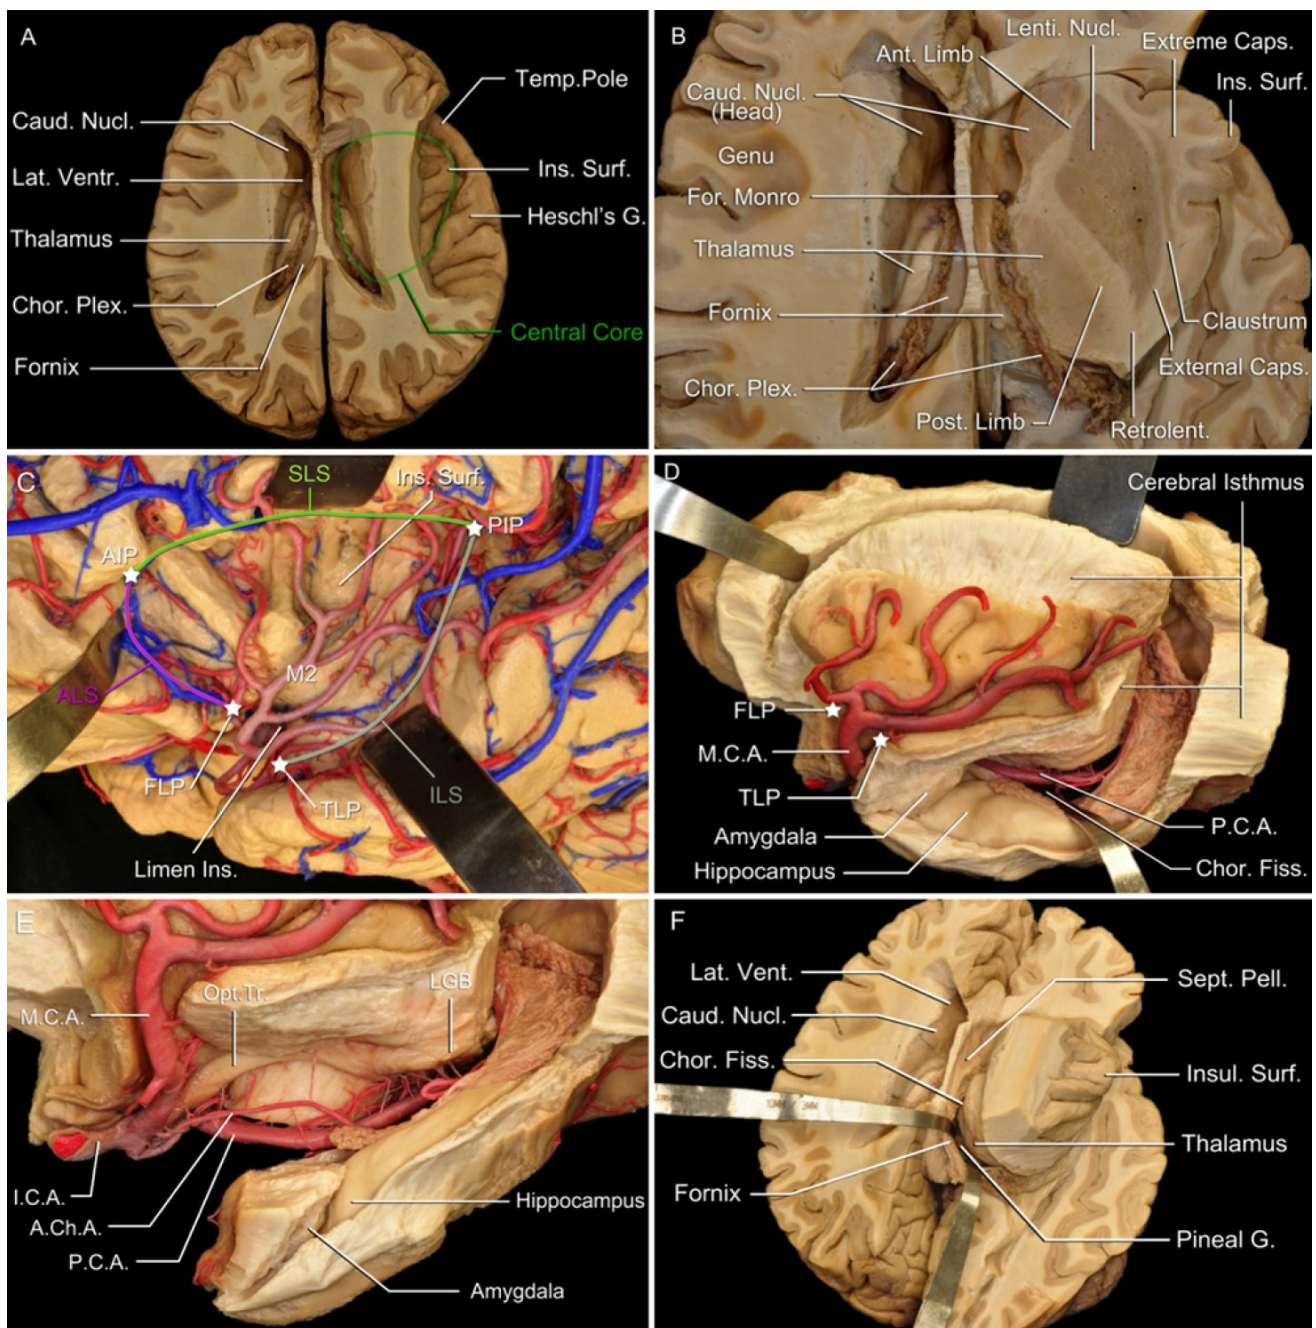 A
Temp.Pole
Caud. Nucl.
Lat. Ventr.
Ins. Surf.
Heschl's G.
Thalamus
Chor. Plex.
Central Core
Fornix
B
Lenti. Nucl.
Ant. Limb
Extreme Caps.
Ins. Surf.
Caud. Nucl.
(Head)
Genu
For. Monro
Thalamus
Fornix
Claustrum
External Caps.
Chor. Plex.
Post. Limb
Retrolent.
C
SLS
Ins. Surf.
PIP
AIP
M2
ALS
FLP
TLP
ILS
Limen Ins.
D
Cerebral Isthmus
FLP
M.C.A.
TLP
Amygdala
Hippocampus
P.C.A.
Chor. Fiss.
E
Opt.Tr.
LGB
M.C.A.
I.C.A.
A.Ch.A.
P.C.A.
Hippocampus
Amygdala
F
Lat. Vent.
Sept. Pell.
Caud. Nucl.
Chor. Fiss.
Insul. Surf.
10MM / 3MM
Thalamus
Fornix
Pineal G.